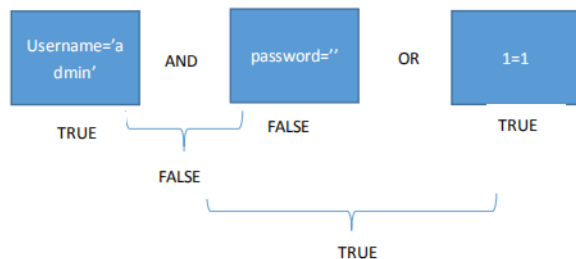 Username='a
dmin'
AND
password=''
OR
1=1
TRUE
FALSE
TRUE
FALSE
TRUE